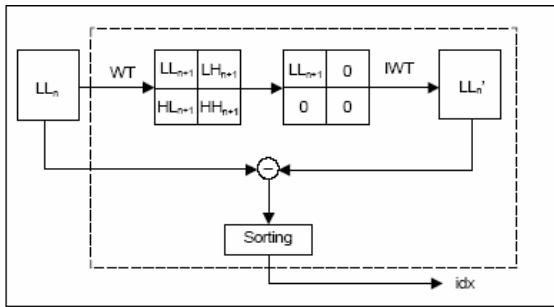 LLn
WT
LLn+1 LHn+1
HLn+1 HHn+1
LLn+1 0
0 0
IWT
LLn'
−
Sorting
idx